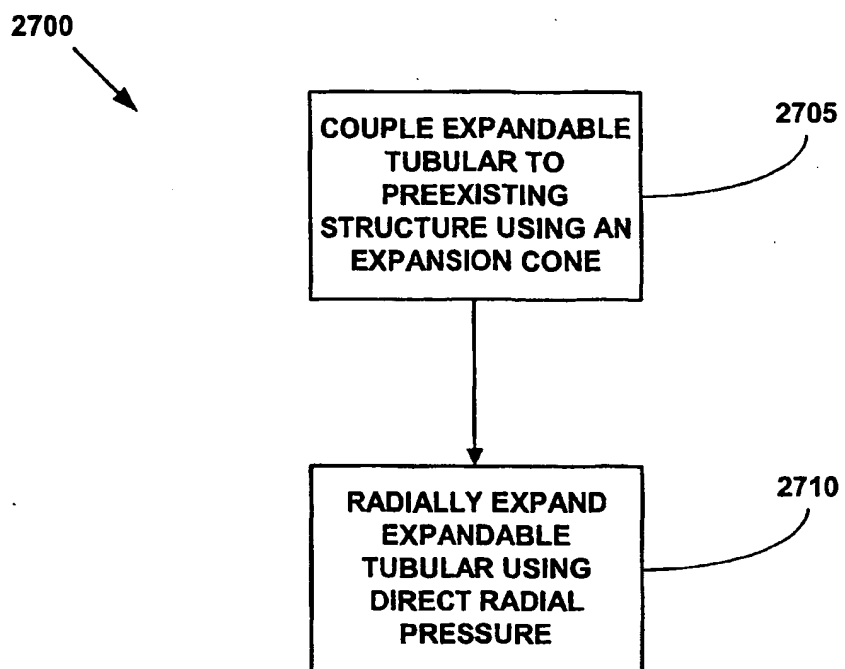 2700
COUPLE EXPANDABLE
TUBULAR TO
PREEXISTING
STRUCTURE USING AN
EXPANSION CONE
2705
RADIALLY EXPAND
EXPANDABLE
TUBULAR USING
DIRECT RADIAL
PRESSURE
2710